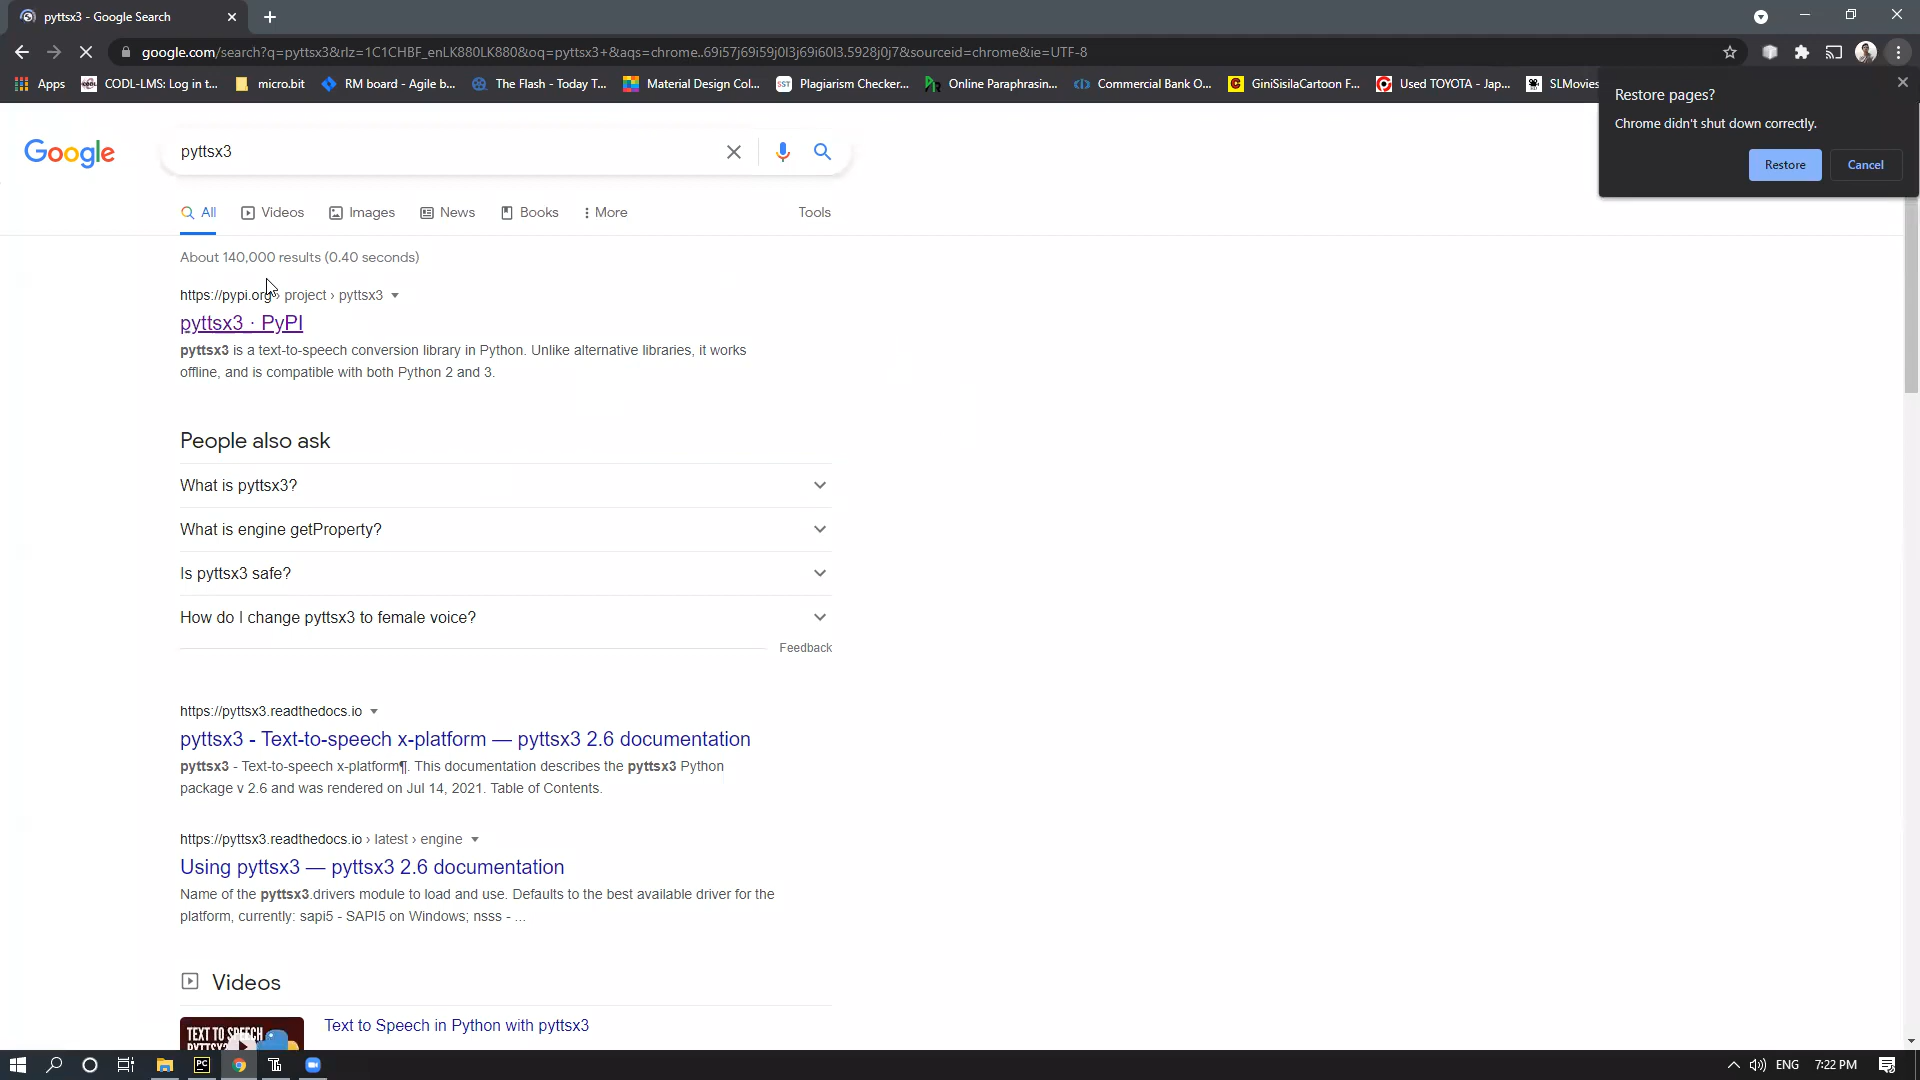 pyttsx3 - Google Search
google.com/search?q=pyttsx3&rlz=1C1CHBF_enLK880LK880&oq=pyttsx3+&aqs=chrome..69i57j69i59j0l3j69i60l3.5928j0j7&sourceid=chrome&ie=UTF-8
Apps CODL-LMS: Log in t... micro.bit RM board - Agile b... The Flash - Today T... Material Design Col... Plagiarism Checker... Online Paraphrasin... Commercial Bank O... GiniSisilaCartoon F... Used TOYOTA - Jap... SLMovies
Restore pages?
Chrome didn't shut down correctly.
Restore Cancel
Google
pyttsx3
All Videos Images News Books More Tools
About 140,000 results (0.40 seconds)
https://pypi.org › project › pyttsx3
pyttsx3 · PyPI
pyttsx3 is a text-to-speech conversion library in Python. Unlike alternative libraries, it works
offline, and is compatible with both Python 2 and 3.
People also ask
What is pyttsx3?
What is engine getProperty?
Is pyttsx3 safe?
How do I change pyttsx3 to female voice?
Feedback
https://pyttsx3.readthedocs.io
pyttsx3 - Text-to-speech x-platform — pyttsx3 2.6 documentation
pyttsx3 - Text-to-speech x-platform¶. This documentation describes the pyttsx3 Python
package v 2.6 and was rendered on Jul 14, 2021. Table of Contents.
https://pyttsx3.readthedocs.io › latest › engine
Using pyttsx3 — pyttsx3 2.6 documentation
Name of the pyttsx3.drivers module to load and use. Defaults to the best available driver for the
platform, currently: sapi5 - SAPI5 on Windows; nsss - ...
Videos
Text to Speech in Python with pyttsx3
TEXT TO SPEECH
PYTTSX3
ENG 7:22 PM